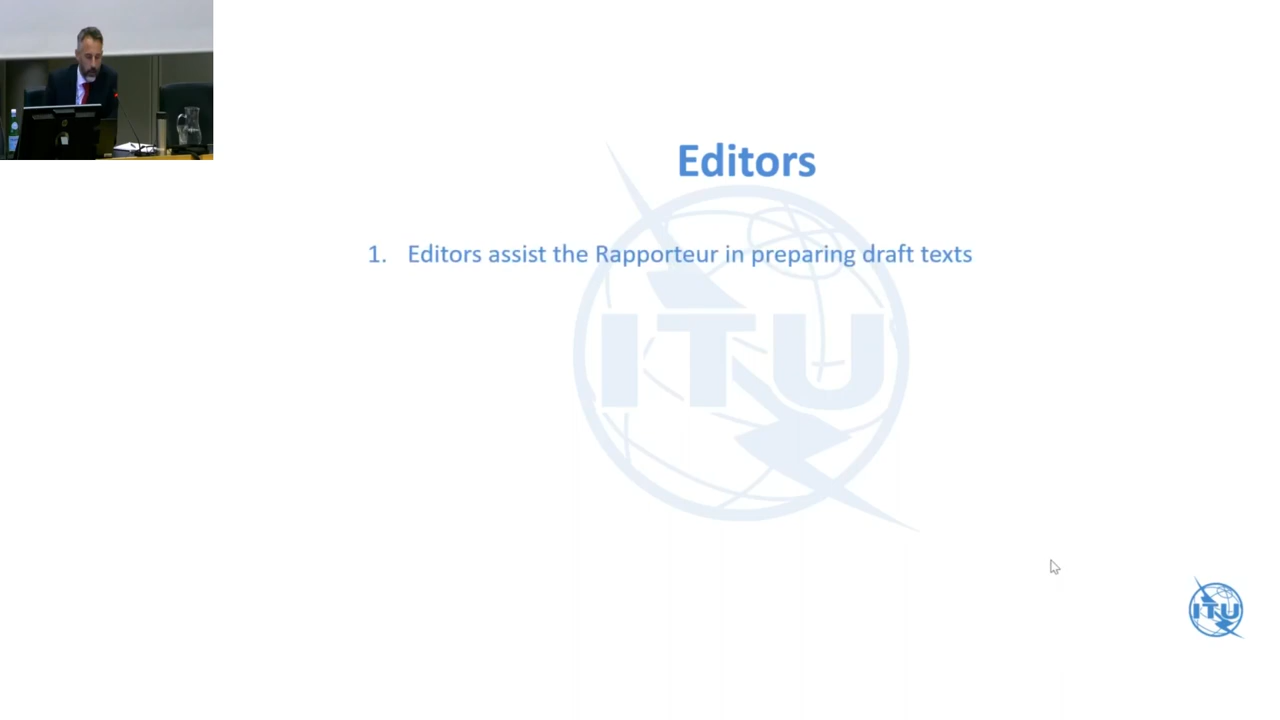 Editors
1. Editors assist the Rapporteur in preparing draft texts
ITU
ITU